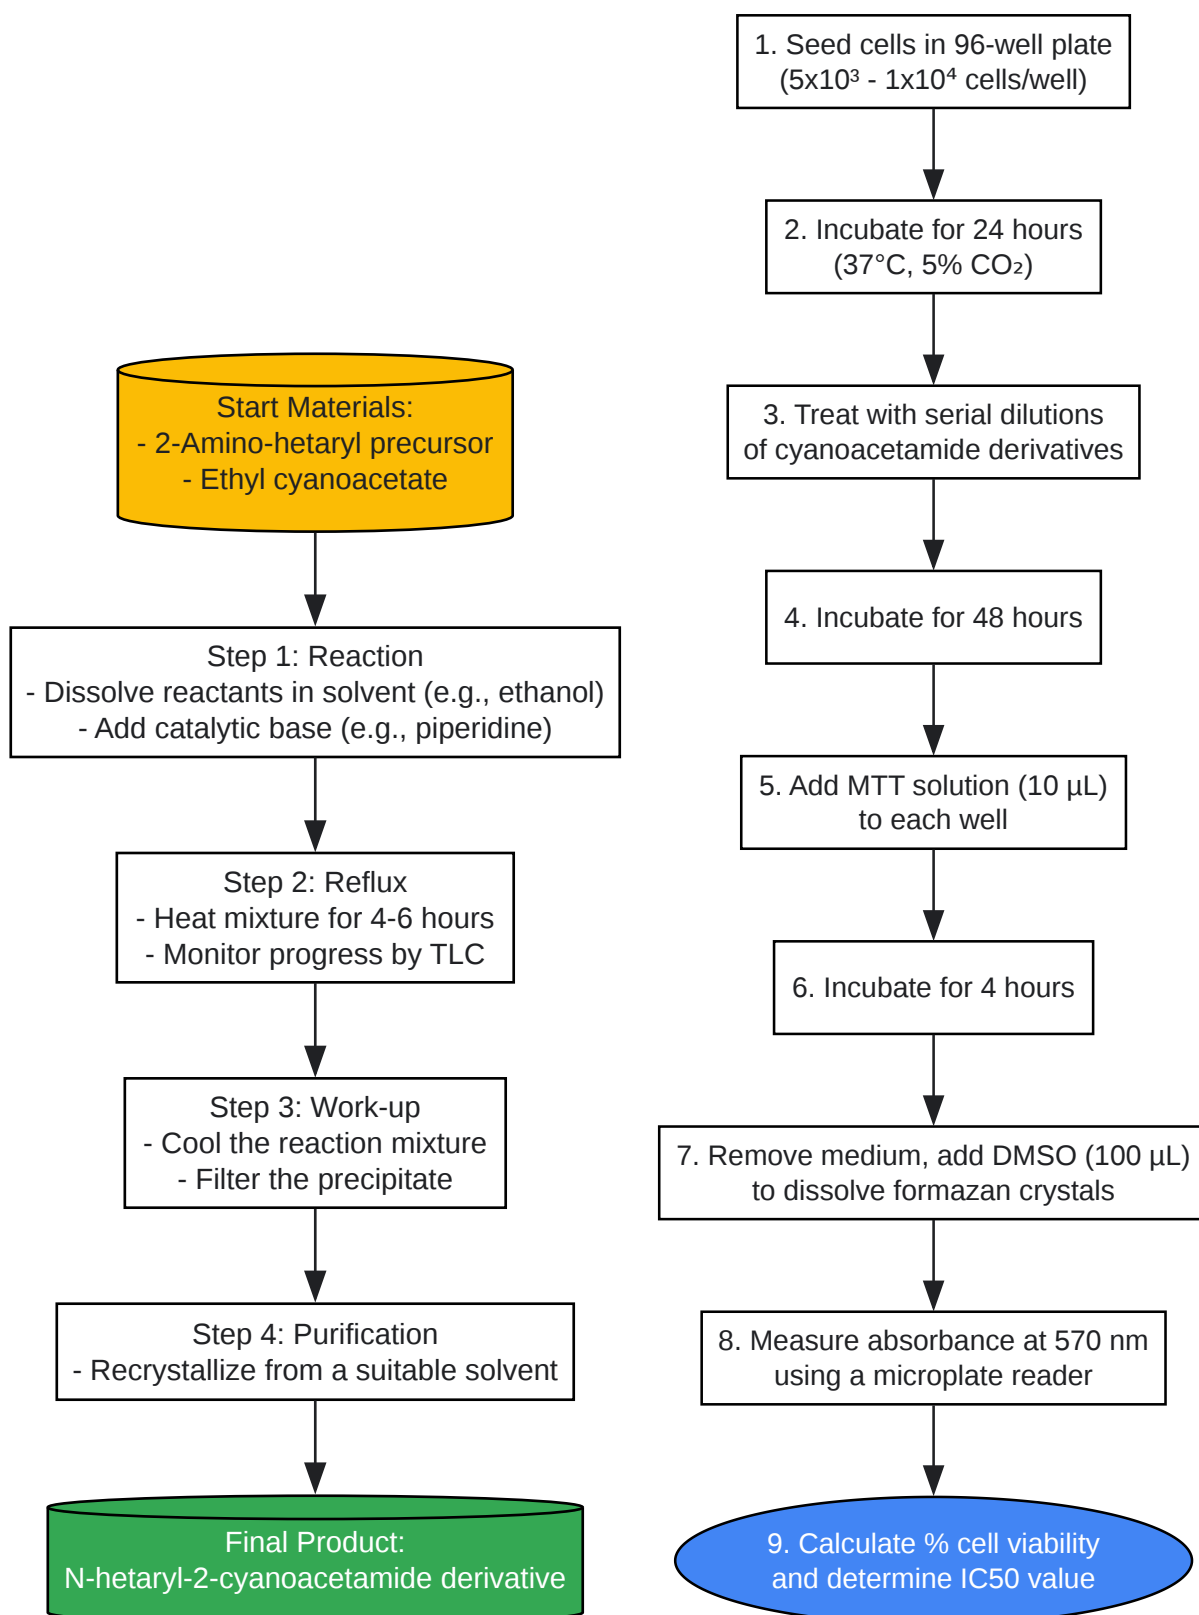 Start Materials:
- 2-Amino-hetaryl precursor
- Ethyl cyanoacetate
Step 1: Reaction
- Dissolve reactants in solvent (e.g., ethanol)
- Add catalytic base (e.g., piperidine)
Step 2: Reflux
- Heat mixture for 4-6 hours
- Monitor progress by TLC
Step 3: Work-up
- Cool the reaction mixture
- Filter the precipitate
Step 4: Purification
- Recrystallize from a suitable solvent
Final Product:
N-hetaryl-2-cyanoacetamide derivative
1. Seed cells in 96-well plate
(5x10³ - 1x10⁴ cells/well)
2. Incubate for 24 hours
(37°C, 5% CO₂)
3. Treat with serial dilutions
of cyanoacetamide derivatives
4. Incubate for 48 hours
5. Add MTT solution (10 µL)
to each well
6. Incubate for 4 hours
7. Remove medium, add DMSO (100 µL)
to dissolve formazan crystals
8. Measure absorbance at 570 nm
using a microplate reader
9. Calculate % cell viability
and determine IC50 value